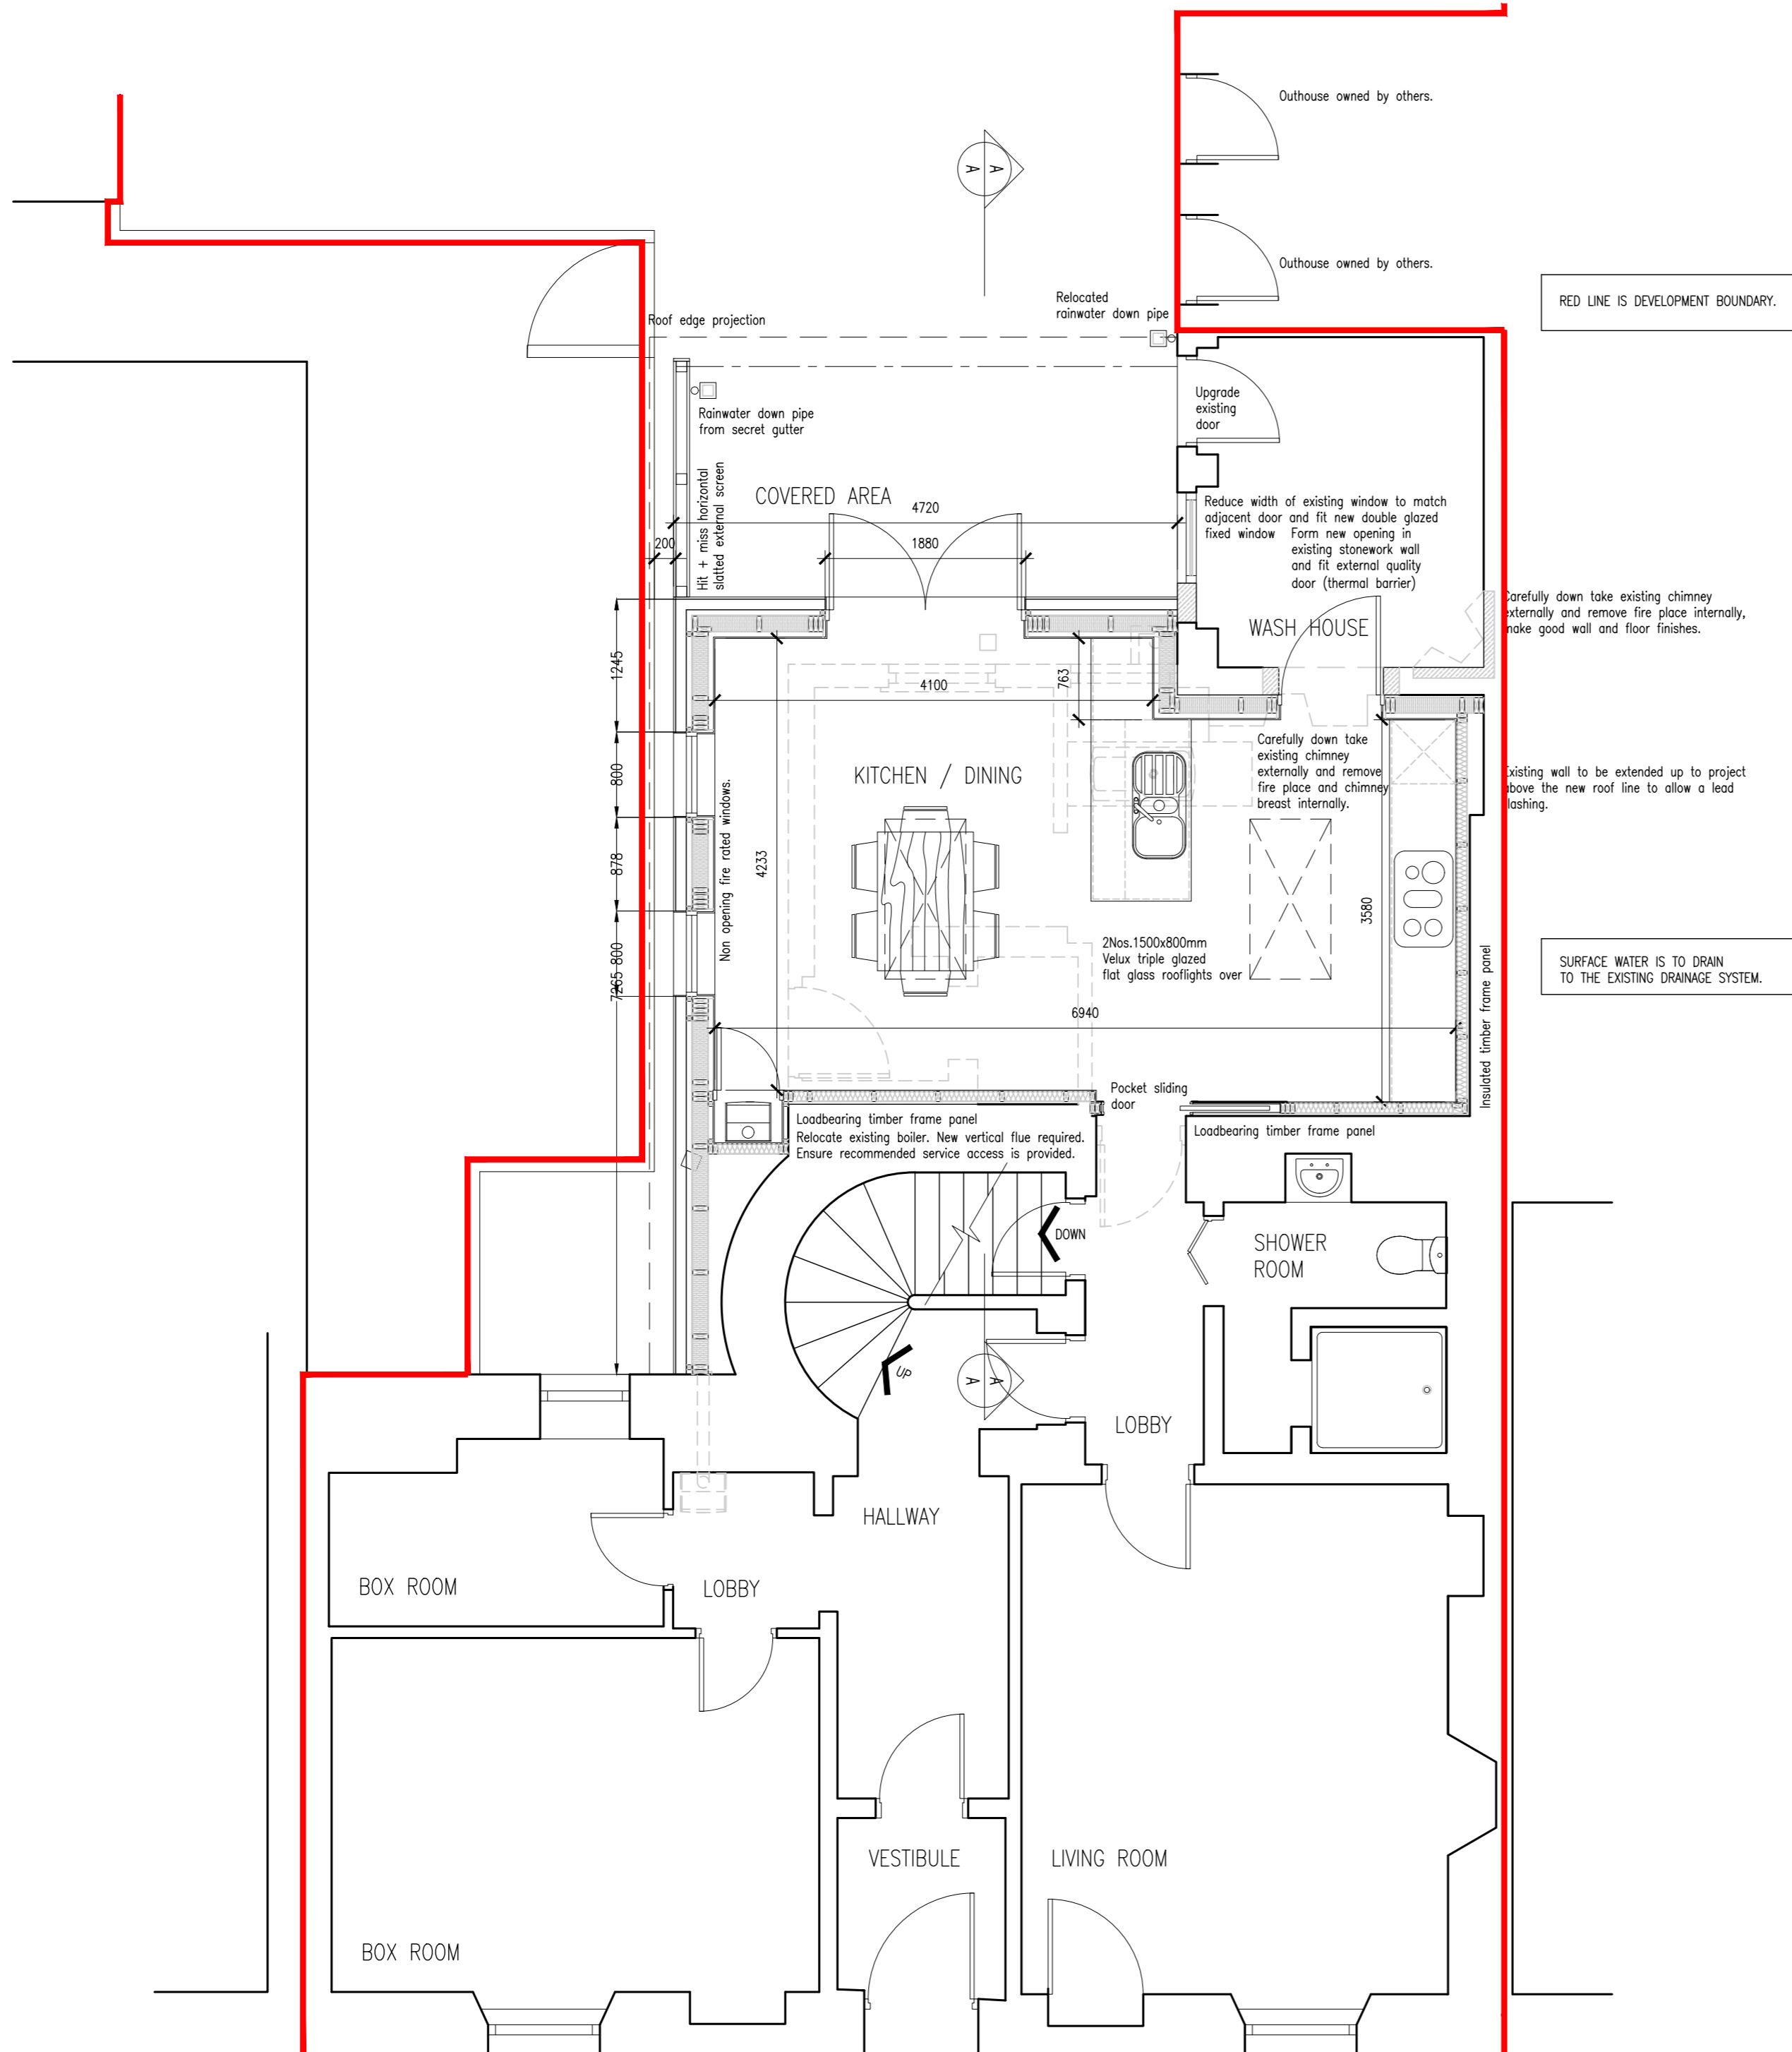 Outhouse owned by others.
A A
Outhouse owned by others.
RED LINE IS DEVELOPMENT BOUNDARY.
Relocated
rainwater down pipe
Roof edge projection
Upgrade
existing
door
Rainwater down pipe
from secret gutter
Hit + miss horizontal
slatted external screen
COVERED AREA
4720
Reduce width of existing window to match
adjacent door and fit new double glazed
fixed window
Form new opening in
existing stonework wall
and fit external quality
door (thermal barrier)
200
1880
Carefully down take existing chimney
externally and remove fire place internally,
make good wall and floor finishes.
WASH HOUSE
1245
763
4100
Carefully down take
existing chimney
externally and remove
fire place and chimney
breast internally.
KITCHEN / DINING
800
Non opening fire rated windows.
Existing wall to be extended up to project
above the new roof line to allow a lead
flashing.
878
4233
3580
2Nos.1500x800mm
Velux triple glazed
flat glass rooflights over
800
7265
SURFACE WATER IS TO DRAIN
TO THE EXISTING DRAINAGE SYSTEM.
6940
Insulated timber frame panel
Pocket sliding
door
Loadbearing timber frame panel
Relocate existing boiler. New vertical flue required.
Ensure recommended service access is provided.
Loadbearing timber frame panel
DOWN
SHOWER
ROOM
UP
A A
LOBBY
HALLWAY
BOX ROOM
LOBBY
VESTIBULE
LIVING ROOM
BOX ROOM